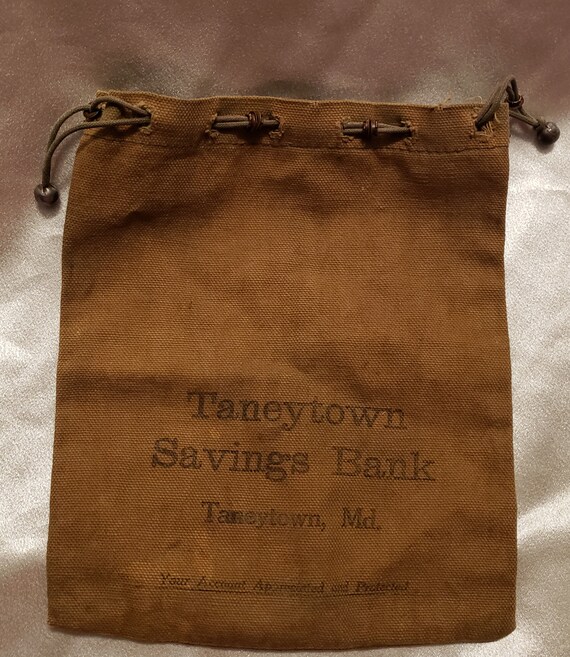 Taneytown
Savings Bank
Taneytown, Md.
Your Account Appreciated and Protected